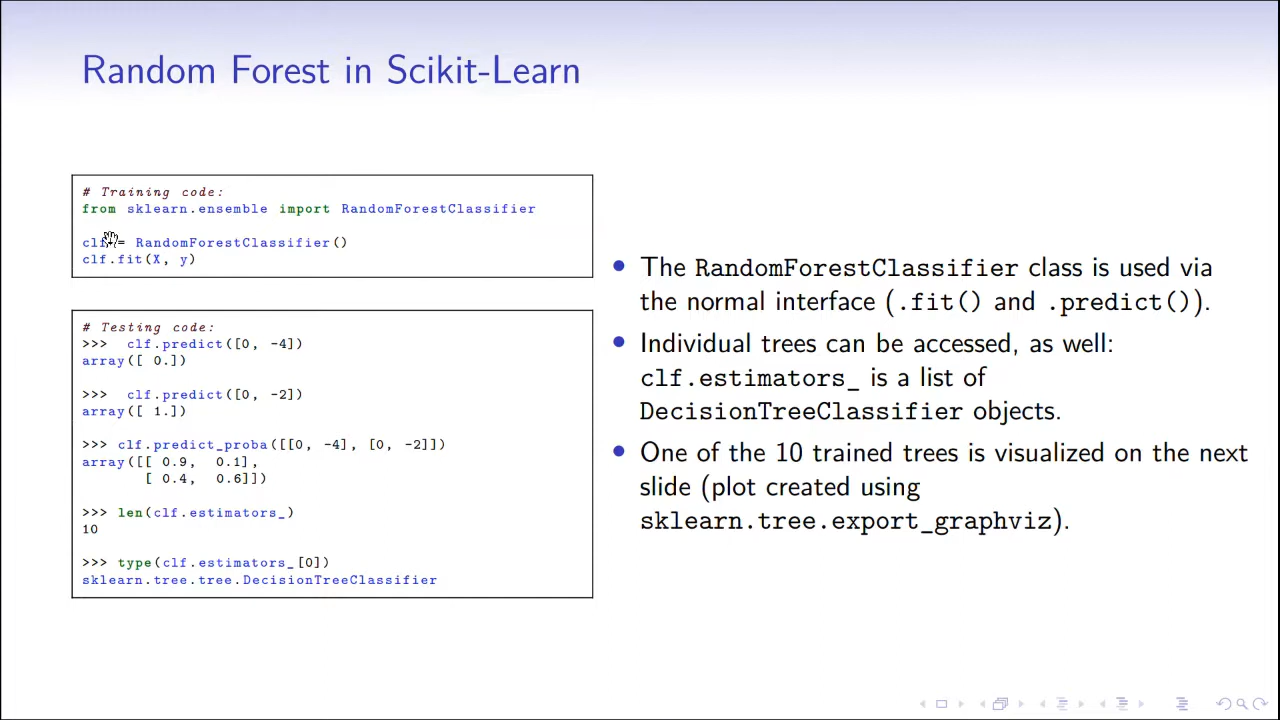 Random Forest in Scikit-Learn
# Training code:
from sklearn.ensemble import RandomForestClassifier
clf = RandomForestClassifier()
clf.fit(X, y)
# Testing code:
>>>  clf.predict([0, -4])
array([ 0.])
>>>  clf.predict([0, -2])
array([ 1.])
>>> clf.predict_proba([[0, -4], [0, -2]])
array([[ 0.9,  0.1],
       [ 0.4,  0.6]])
>>> len(clf.estimators_)
10
>>> type(clf.estimators_[0])
sklearn.tree.tree.DecisionTreeClassifier
• The RandomForestClassifier class is used via
the normal interface (.fit() and .predict()).
• Individual trees can be accessed, as well:
clf.estimators_ is a list of
DecisionTreeClassifier objects.
• One of the 10 trained trees is visualized on the next
slide (plot created using
sklearn.tree.export_graphviz).